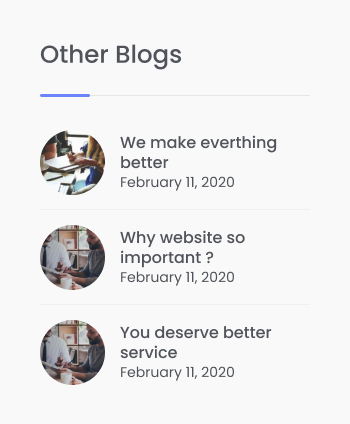 Other Blogs
We make everthing
better
February 11, 2020
Why website so
important ?
February 11, 2020
You deserve better
service
February 11, 2020